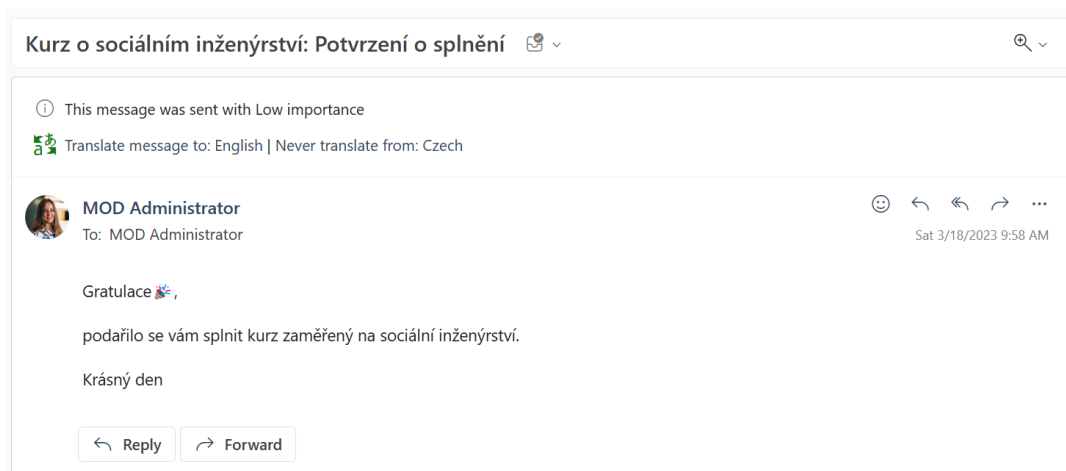 Kurz o sociálním inženýrství: Potvrzení o splnění
This message was sent with Low importance
Translate message to: English | Never translate from: Czech
MOD Administrator
To: MOD Administrator
Sat 3/18/2023 9:58 AM
Gratulace🎉,
podařilo se vám splnit kurz zaměřený na sociální inženýrství.
Krásný den
Reply Forward